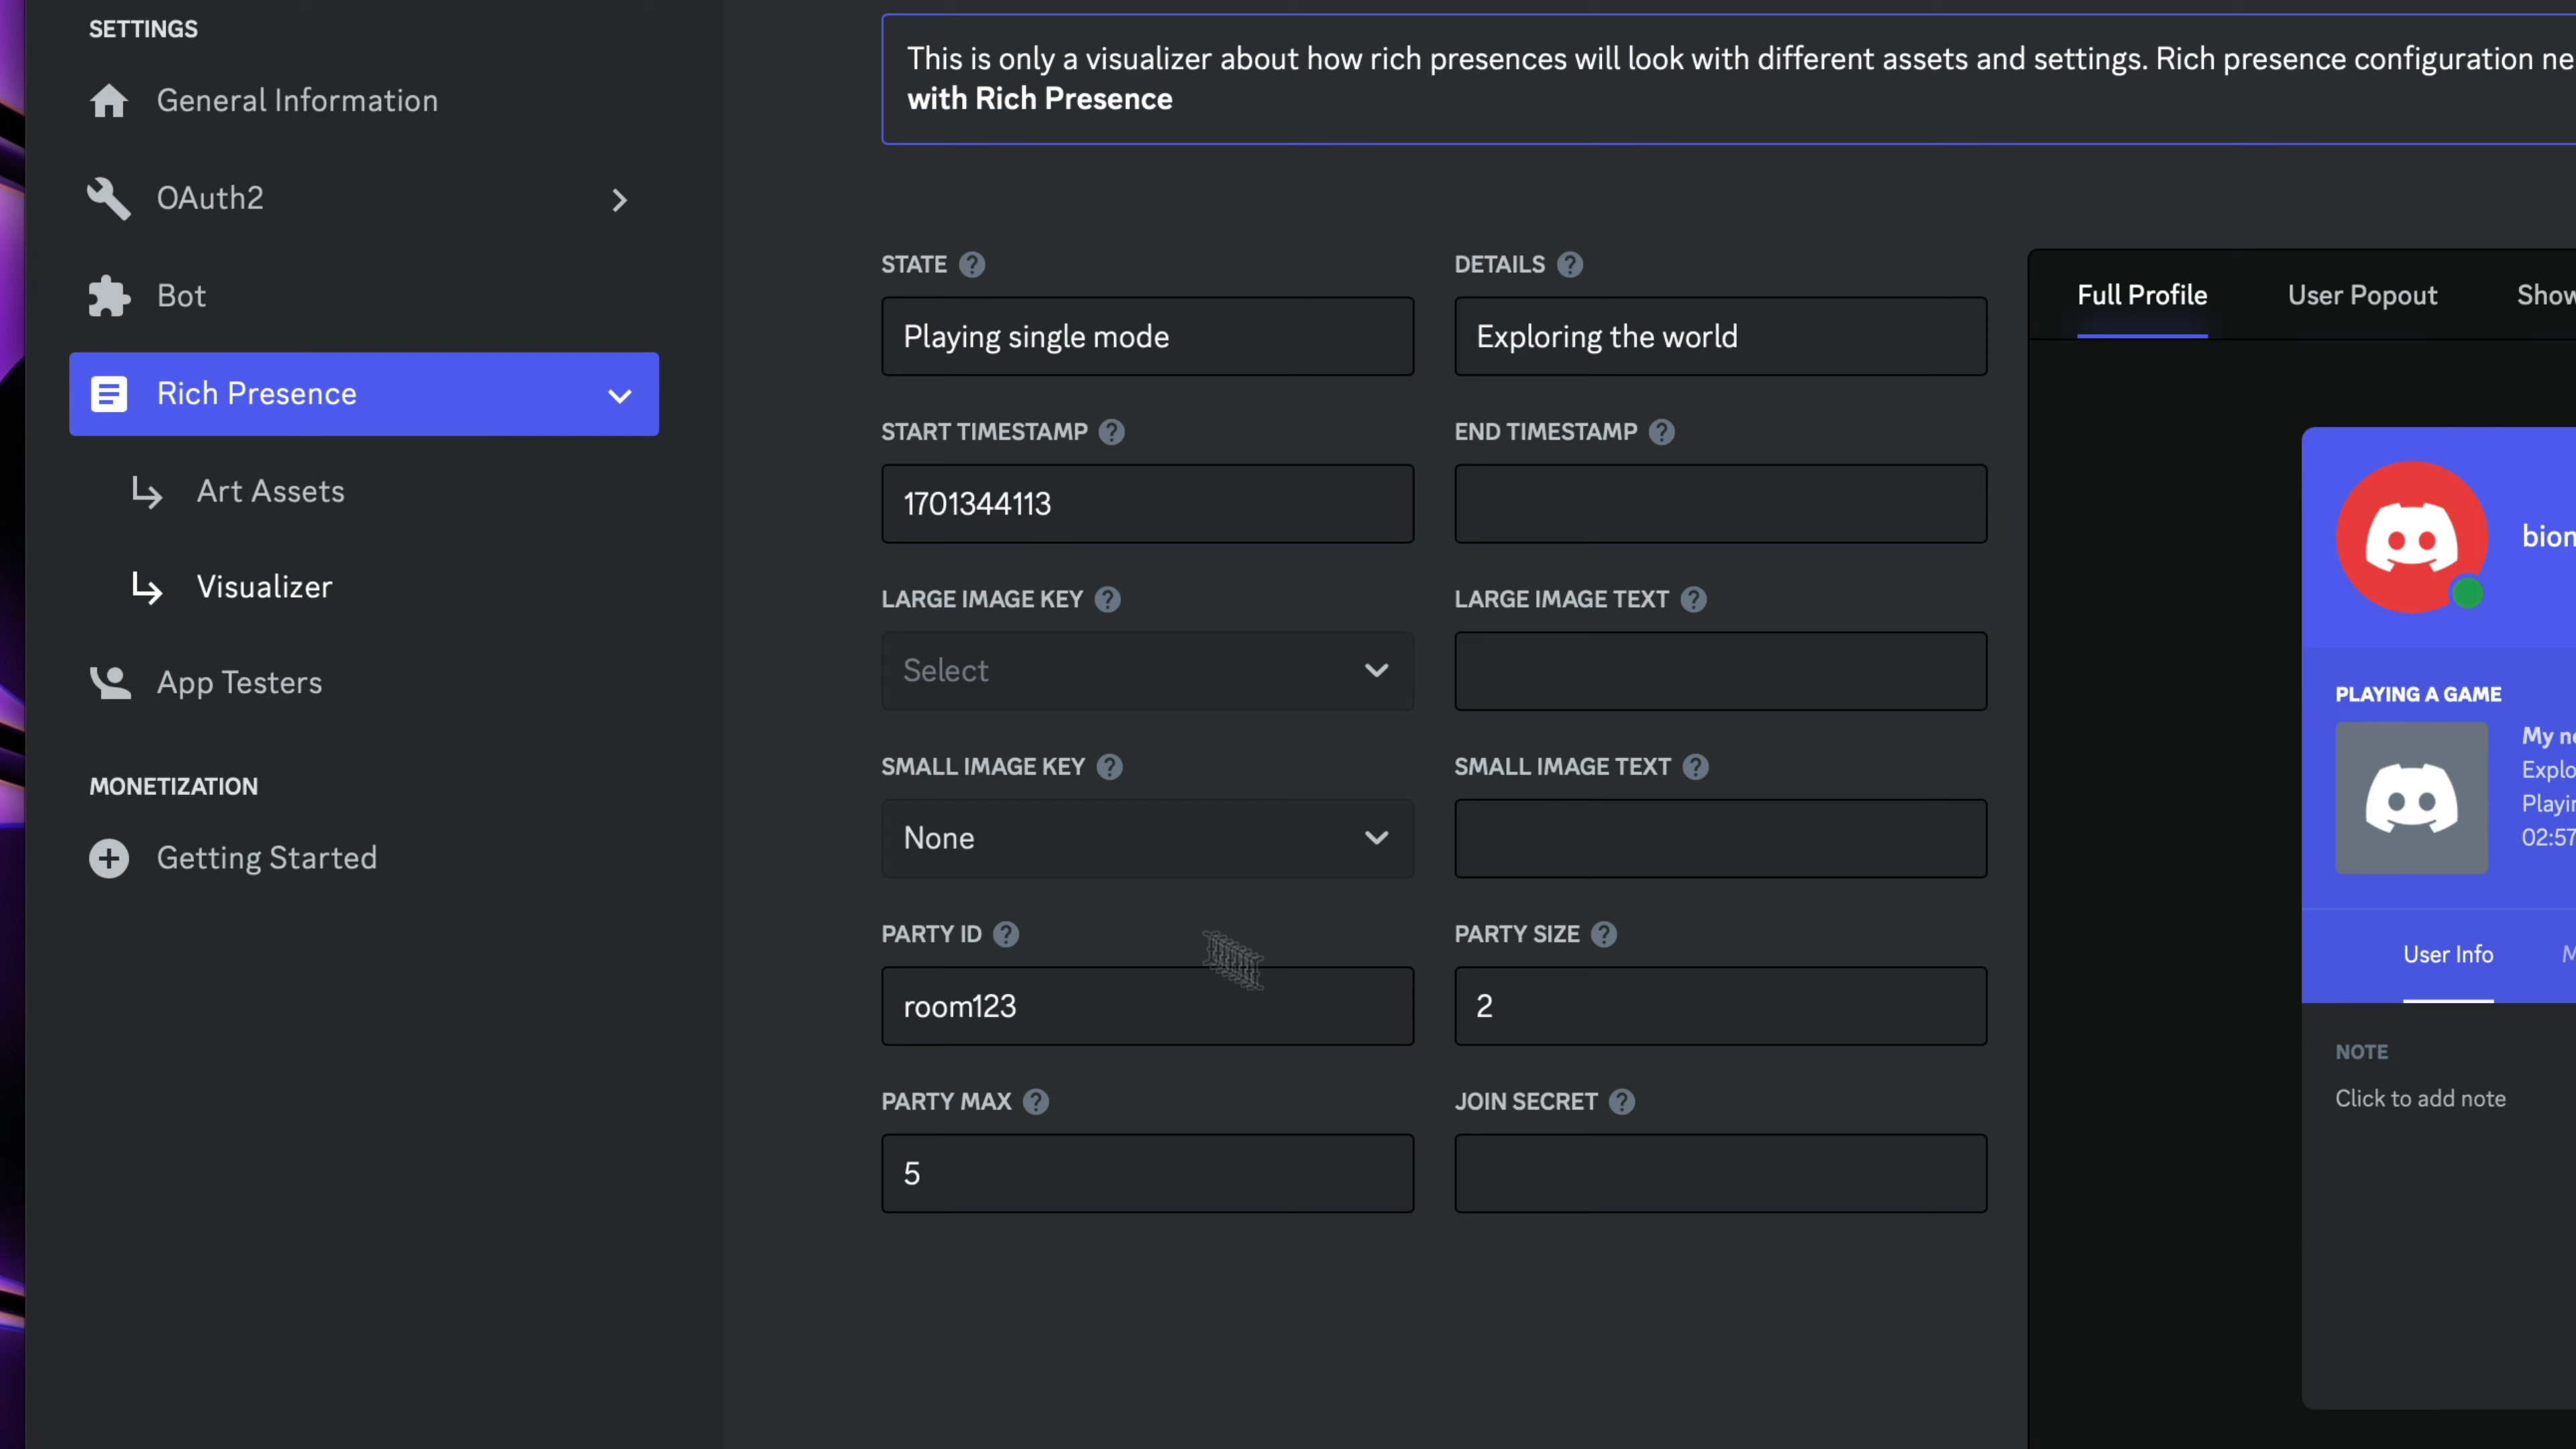 SETTINGS
General Information
OAuth2
Bot
Rich Presence
Art Assets
Visualizer
App Testers
MONETIZATION
Getting Started
This is only a visualizer about how rich presences will look with different assets and settings. Rich presence configuration
with Rich Presence
STATE ?
DETAILS ?
Playing single mode
Exploring the world
START TIMESTAMP ?
END TIMESTAMP ?
1701344113
LARGE IMAGE KEY ?
LARGE IMAGE TEXT ?
Select
SMALL IMAGE KEY ?
SMALL IMAGE TEXT ?
None
PARTY ID ?
PARTY SIZE ?
room123
2
PARTY MAX ?
JOIN SECRET ?
5
Full Profile
User Popout
Show
PLAYING A GAME
My
02:57
User Info
NOTE
Click to add note